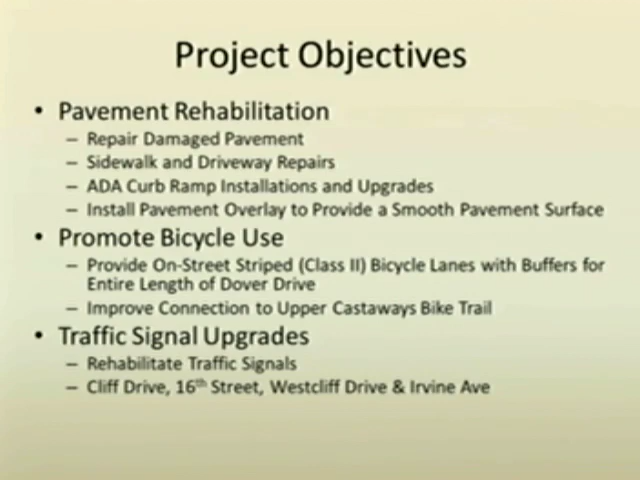 Project Objectives
• Pavement Rehabilitation
– Repair Damaged Pavement
– Sidewalk and Driveway Repairs
– ADA Curb Ramp Installations and Upgrades
– Install Pavement Overlay to Provide a Smooth Pavement Surface
• Promote Bicycle Use
– Provide On-Street Striped (Class II) Bicycle Lanes with Buffers for
Entire Length of Dover Drive
– Improve Connection to Upper Castaways Bike Trail
• Traffic Signal Upgrades
– Rehabilitate Traffic Signals
– Cliff Drive, 16th Street, Westcliff Drive & Irvine Ave